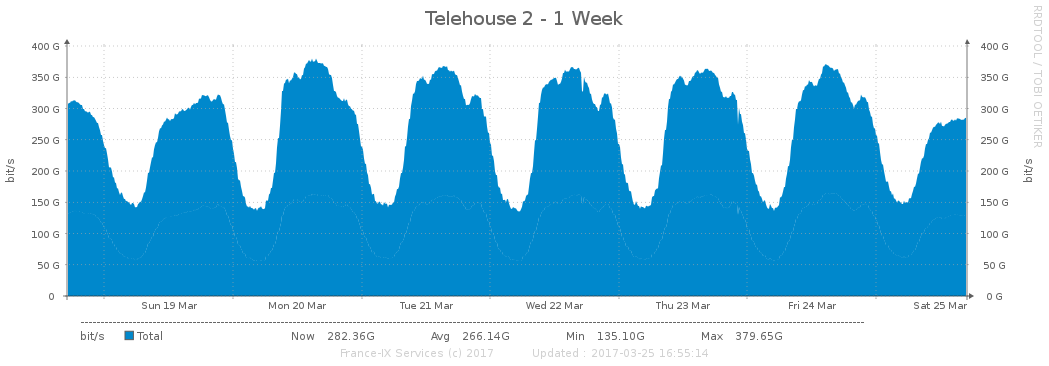 Telehouse 2 - 1 Week
RRDTOOL / TOBI OETIKER
bit/s
400 G
350 G
300 G
250 G
200 G
150 G
100 G
50 G
0
400 G
350 G
300 G
250 G
200 G
150 G
100 G
50 G
0 G
bit/s
Sun 19 Mar Mon 20 Mar Tue 21 Mar Wed 22 Mar Thu 23 Mar Fri 24 Mar Sat 25 Mar
bit/s Total Now 282.36G Avg 266.14G Min 135.10G Max 379.65G
France-IX Services (c) 2017 Updated : 2017-03-25 16:55:14